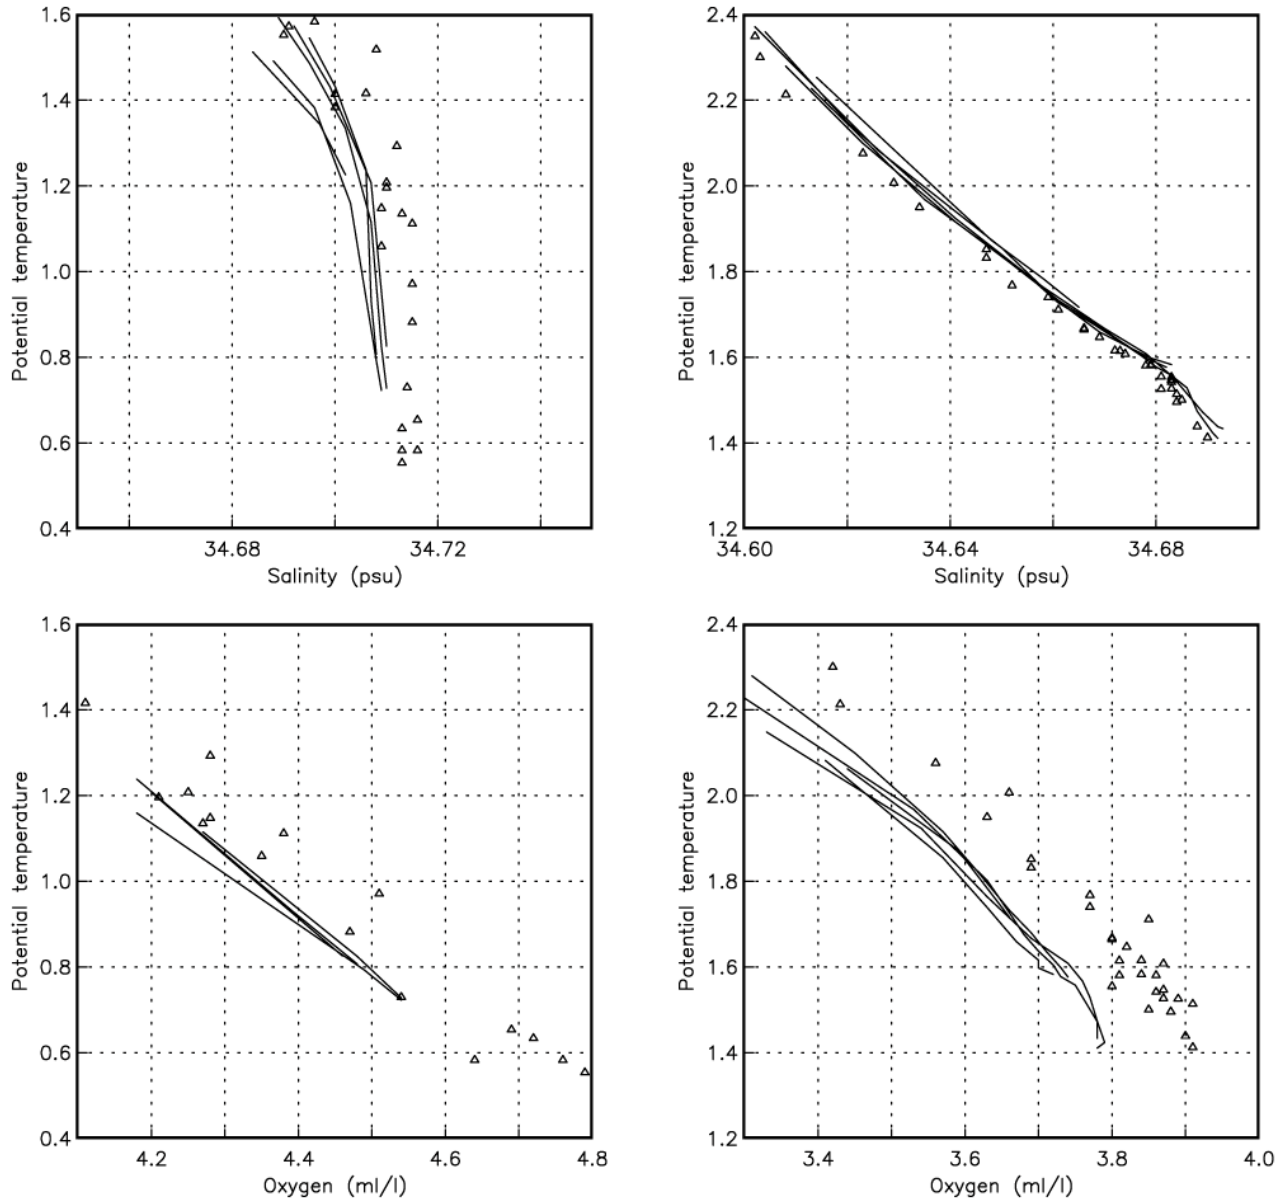 1.6
1.4
1.2
1.0
0.8
0.6
0.4
Potential temperature
34.68 34.72
Salinity (psu)
2.4
2.2
2.0
1.8
1.6
1.4
1.2
Potential temperature
34.60 34.64 34.68
Salinity (psu)
1.6
1.4
1.2
1.0
0.8
0.6
0.4
Potential temperature
4.2 4.4 4.6 4.8
Oxygen (ml/l)
2.4
2.2
2.0
1.8
1.6
1.4
1.2
Potential temperature
3.4 3.6 3.8 4.0
Oxygen (ml/l)